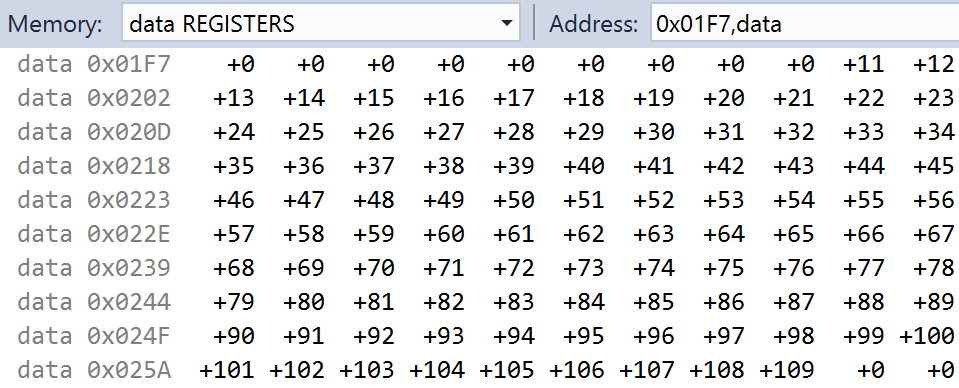 Memory: data REGISTERS Address: 0x01F7,data
data 0x01F7 +0 +0 +0 +0 +0 +0 +0 +0 +0 +11 +12
data 0x0202 +13 +14 +15 +16 +17 +18 +19 +20 +21 +22 +23
data 0x020D +24 +25 +26 +27 +28 +29 +30 +31 +32 +33 +34
data 0x0218 +35 +36 +37 +38 +39 +40 +41 +42 +43 +44 +45
data 0x0223 +46 +47 +48 +49 +50 +51 +52 +53 +54 +55 +56
data 0x022E +57 +58 +59 +60 +61 +62 +63 +64 +65 +66 +67
data 0x0239 +68 +69 +70 +71 +72 +73 +74 +75 +76 +77 +78
data 0x0244 +79 +80 +81 +82 +83 +84 +85 +86 +87 +88 +89
data 0x024F +90 +91 +92 +93 +94 +95 +96 +97 +98 +99 +100
data 0x025A +101 +102 +103 +104 +105 +106 +107 +108 +109 +0 +0